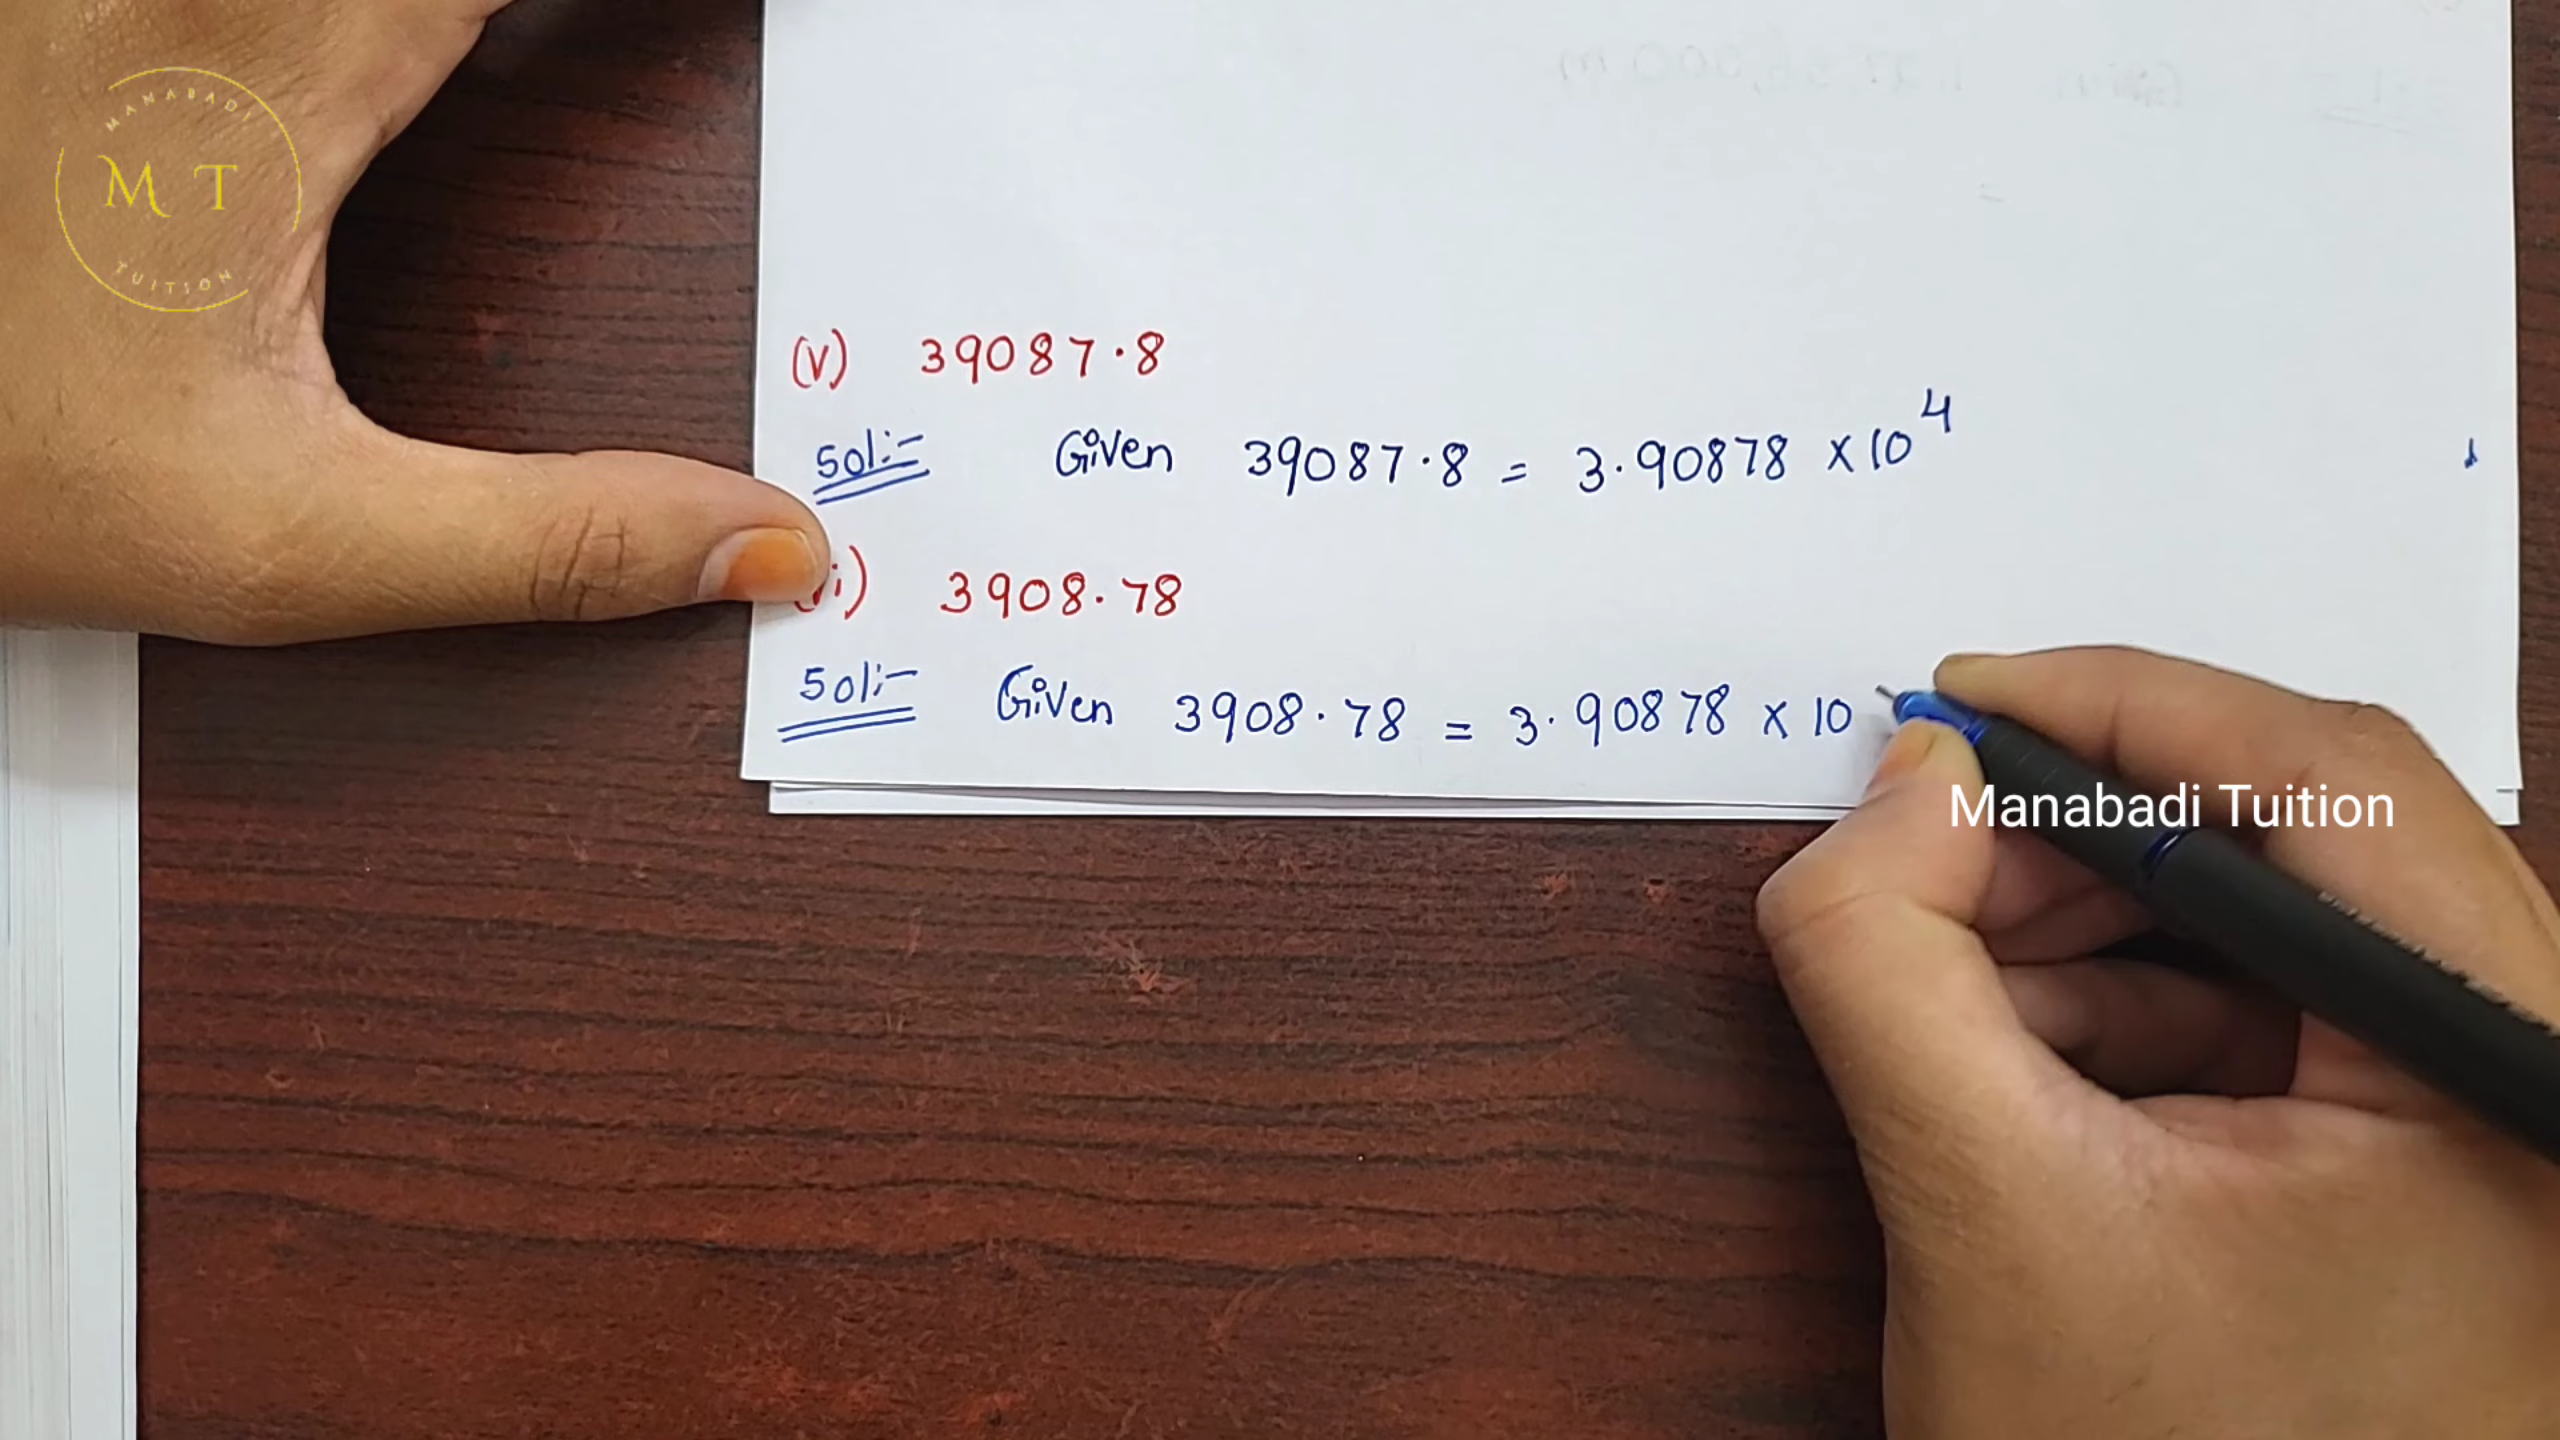 MANABADI
M T
TUITION
(V) 39087.8
Sol:- Given 39087.8 = 3.90878 × 10⁴
3908.78
Sol:- Given 3908.78 = 3.90878 × 10
Manabadi Tuition